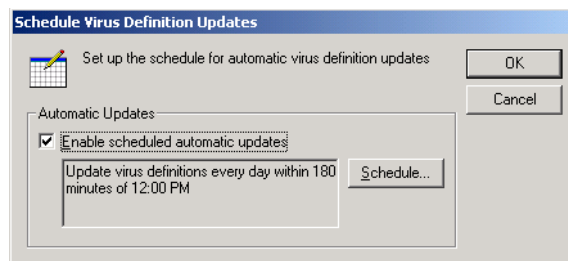 Schedule Virus Definition Updates
Set up the schedule for automatic virus definition updates
OK
Cancel
Automatic Updates
Enable scheduled automatic updates
Update virus definitions every day within 180
minutes of 12:00 PM
Schedule...